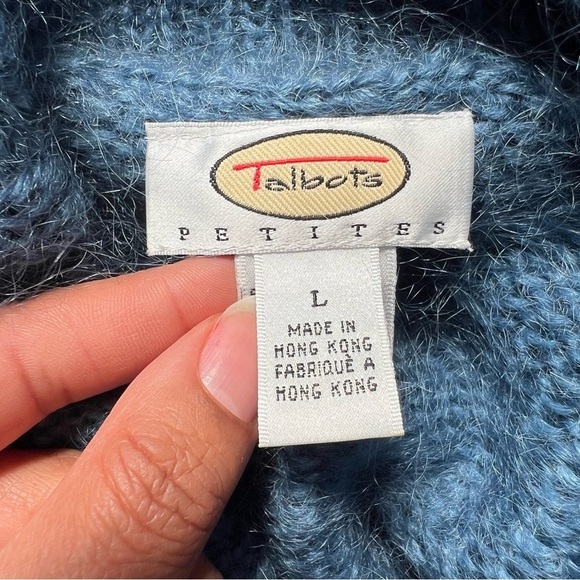 Talbots
PETITES
L
MADE IN
HONG KONG
FABRIQUÈ A
HONG KONG